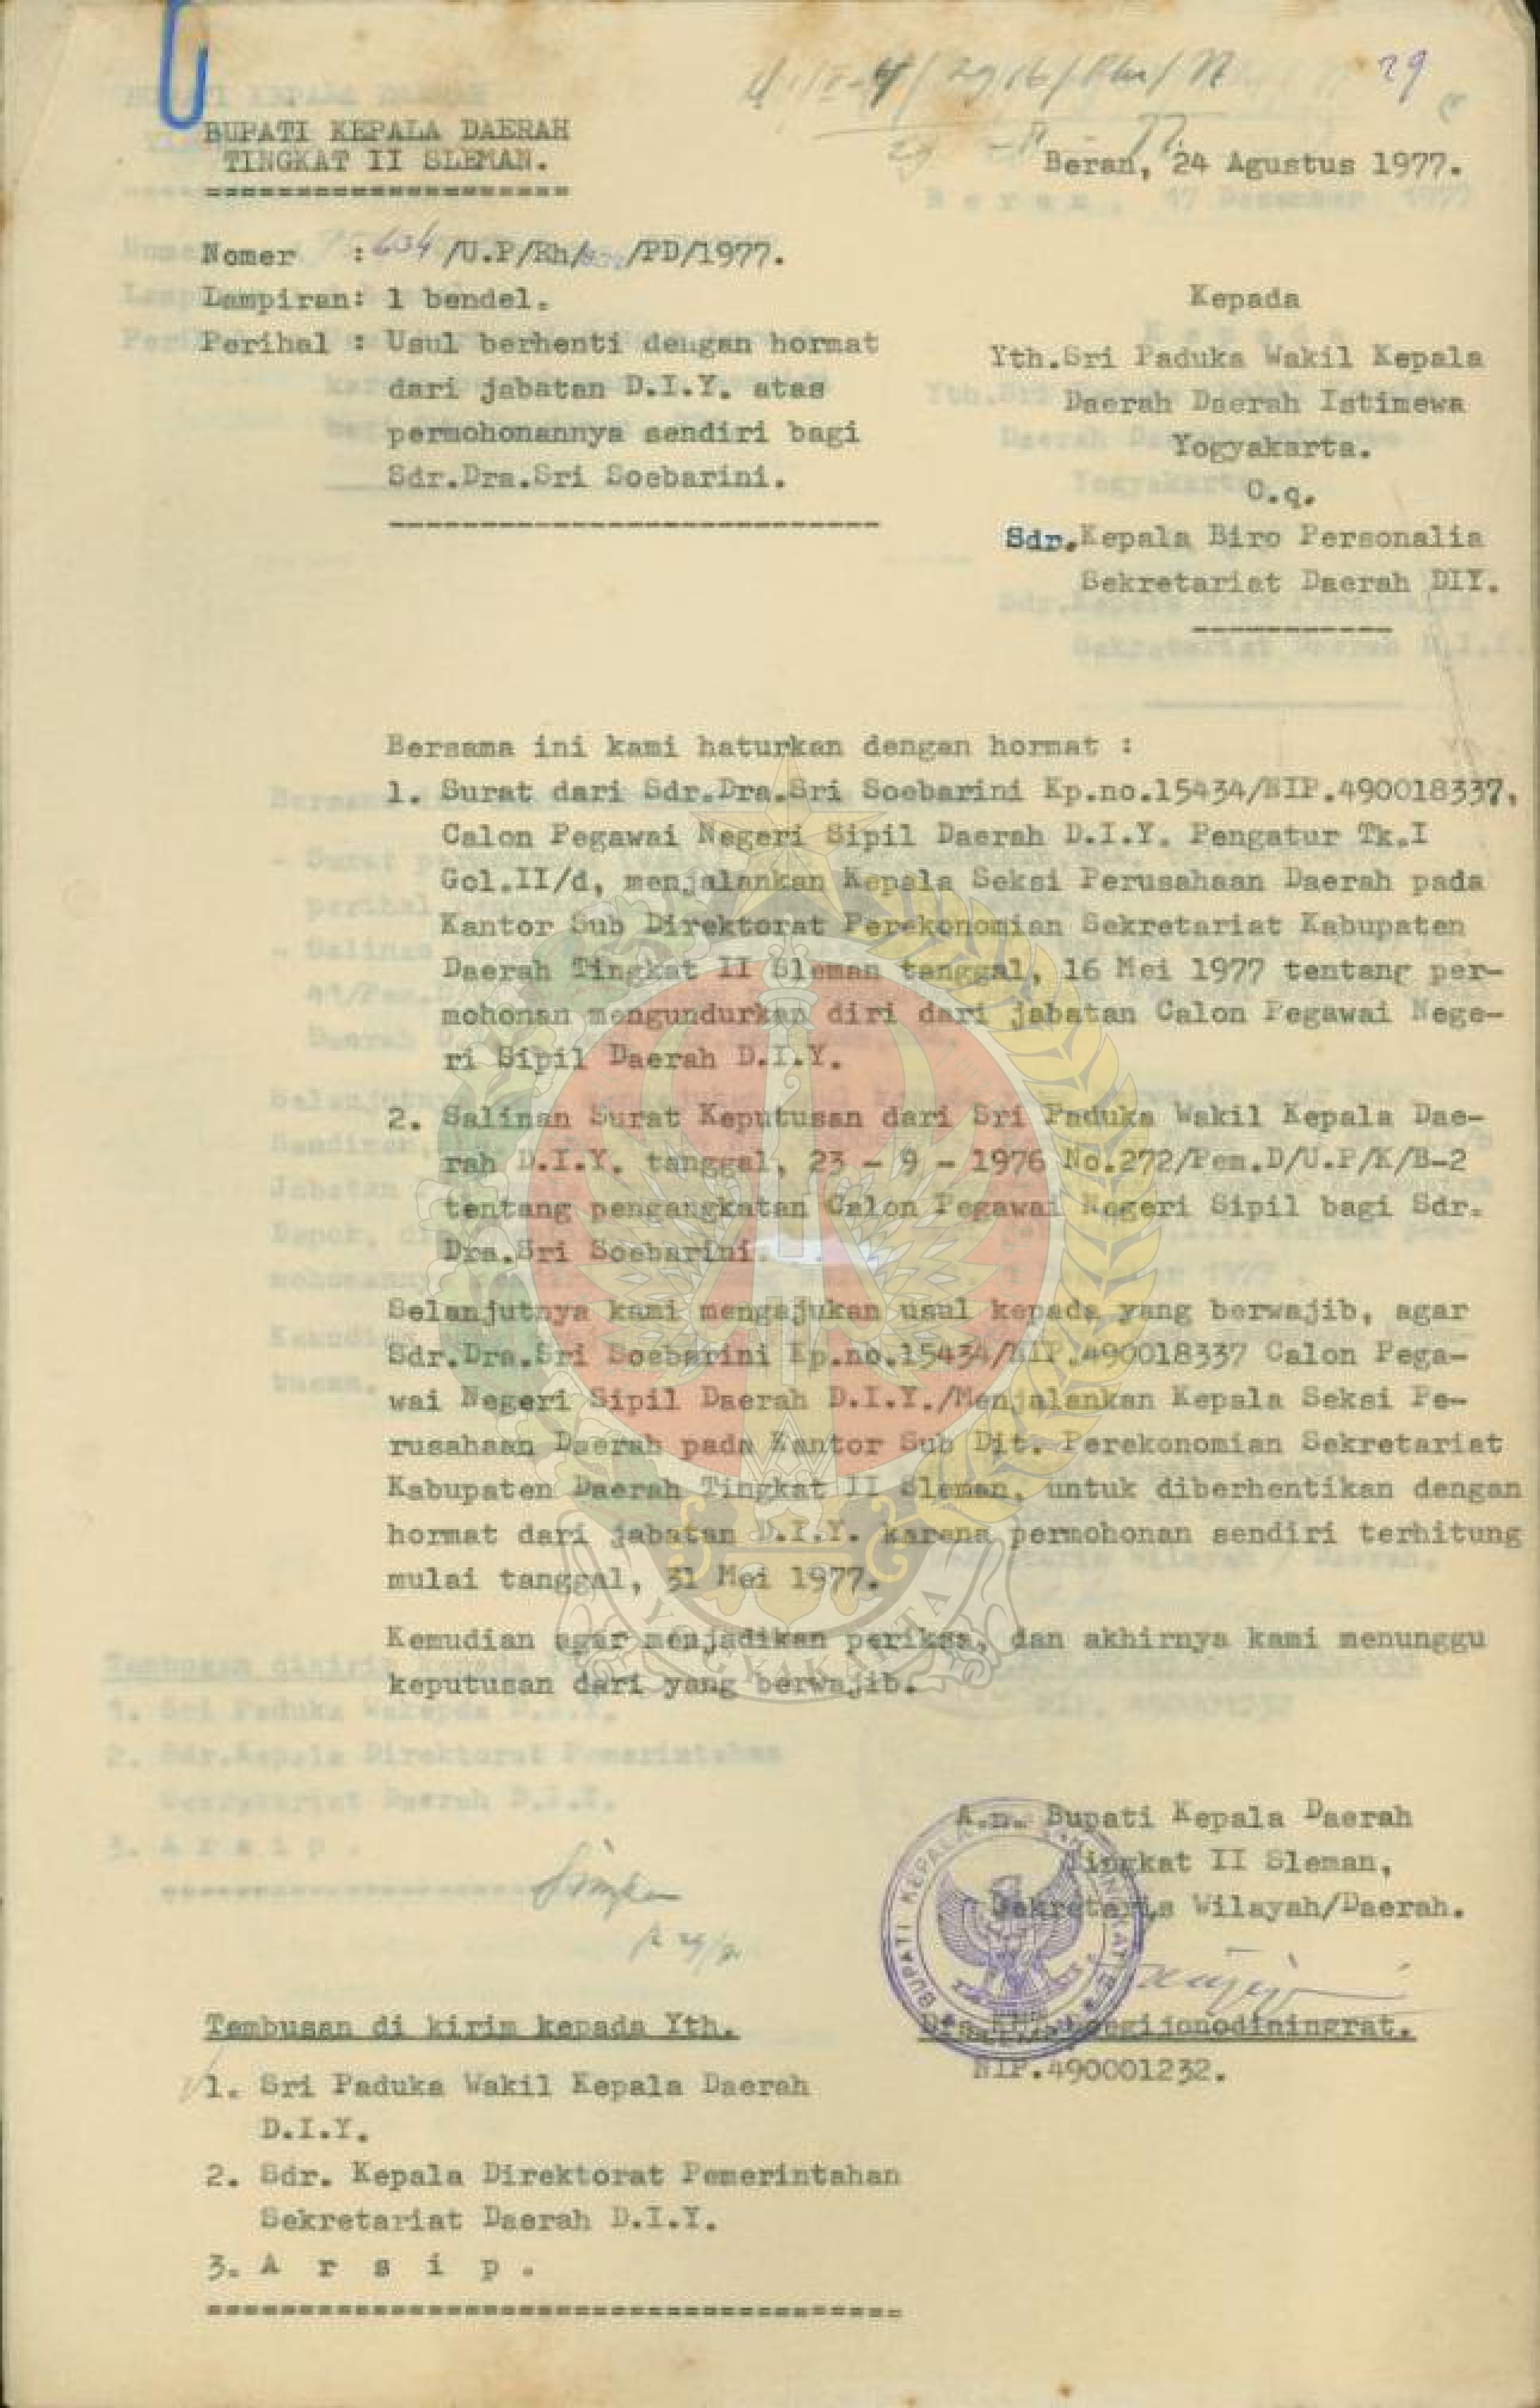 29
BUPATI KEPALA DAERAH
TINGKAT II SLEMAN.
Beran, 24 Agustus 1977.
Nomer : 634/U.P/Rh/ /PD/1977.
Lampiran: 1 bendel.
Perihal : Usul berhenti dengan hormat
dari jabatan D.I.Y. atas
permohonannya sendiri bagi
Sdr.Dra.Sri Soebarini.
Kepada
Yth.Sri Paduka Wakil Kepala
Daerah Daerah Istimewa
Yogyakarta.
C.q.
Sdr.Kepala Biro Personalia
Sekretariat Daerah DIY.
Bersama ini kami haturkan dengan hormat :
1. Surat dari Sdr.Dra.Sri Soebarini Kp.no.15434/NIP.490018337,
Calon Pegawai Negeri Sipil Daerah D.I.Y. Pengatur Tk.I
Gol.II/d, menjalankan Kepala Seksi Perusahaan Daerah pada
Kantor Sub Direktorat Perekonomian Sekretariat Kabupaten
Daerah Tingkat II Sleman tanggal, 16 Mei 1977 tentang per-
mohonan mengundurkan diri dari jabatan Calon Pegawai Nege-
ri Sipil Daerah D.I.Y.
2. Salinan Surat Keputusan dari Sri Paduka Wakil Kepala Dae-
rah D.I.Y. tanggal, 23 - 9 - 1976 No.272/Pem.D/U.P/K/B-2
tentang pengangkatan Calon Pegawai Negeri Sipil bagi Sdr.
Dra.Sri Soebarini.
Selanjutnya kami mengajukan usul kepada yang berwajib, agar
Sdr.Dra.Sri Soebarini Kp.no.15434/NIP.490018337 Calon Pega-
wai Negeri Sipil Daerah D.I.Y./Menjalankan Kepala Seksi Pe-
rusahaan Daerah pada Kantor Sub Dit. Perekonomian Sekretariat
Kabupaten Daerah Tingkat II Sleman, untuk diberhentikan dengan
hormat dari jabatan D.I.Y. karena permohonan sendiri terhitung
mulai tanggal, 31 Mei 1977.
Kemudian agar menjadikan periksa, dan akhirnya kami menunggu
keputusan dari yang berwajib.
YOGYAKARTA
A.n. Bupati Kepala Daerah
Tingkat II Sleman,
Sekretaris Wilayah/Daerah.
BUPATI KEPALA
NIP.490001232.
Tembusan di kirim kepada Yth.
1. Sri Paduka Wakil Kepala Daerah
D.I.Y.
2. Sdr. Kepala Direktorat Pemerintahan
Sekretariat Daerah D.I.Y.
3. A r s i p .